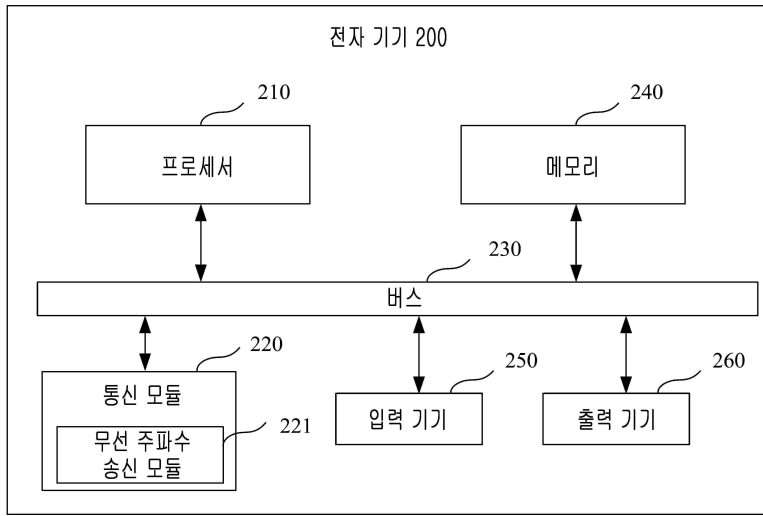 전자 기기 200
210
240
프로세서
메모리
230
버스
220
250
260
통신 모듈
입력 기기
출력 기기
221
무선 주파수
송신 모듈